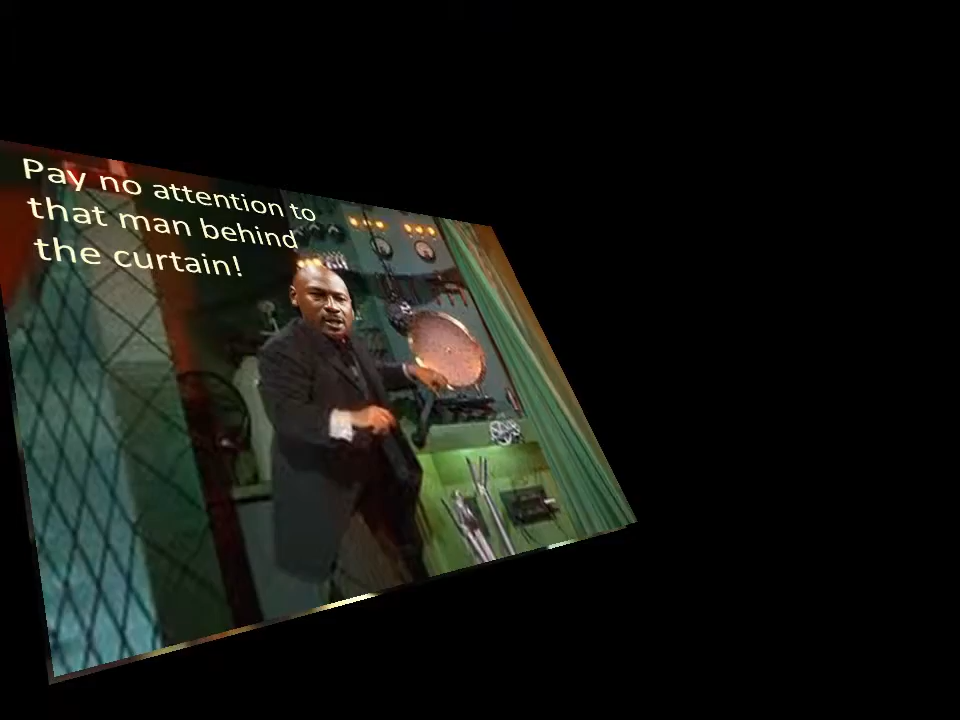 Pay no attention to
that man behind
the curtain!